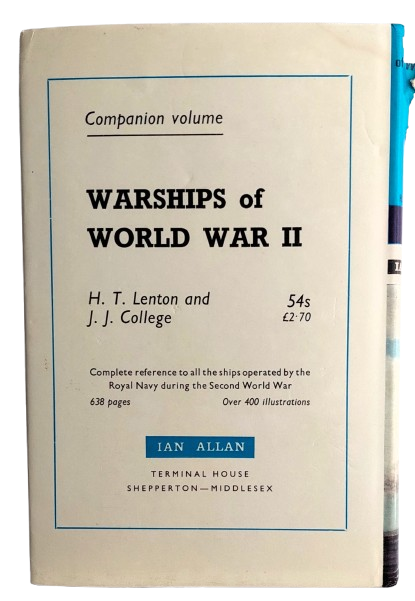 Companion volume
WARSHIPS of
WORLD WAR II
H. T. Lenton and
J. J. College
54s
£2·70
Complete reference to all the ships operated by the
Royal Navy during the Second World War
638 pages Over 400 illustrations
IAN ALLAN
TERMINAL HOUSE
SHEPPERTON—MIDDLESEX